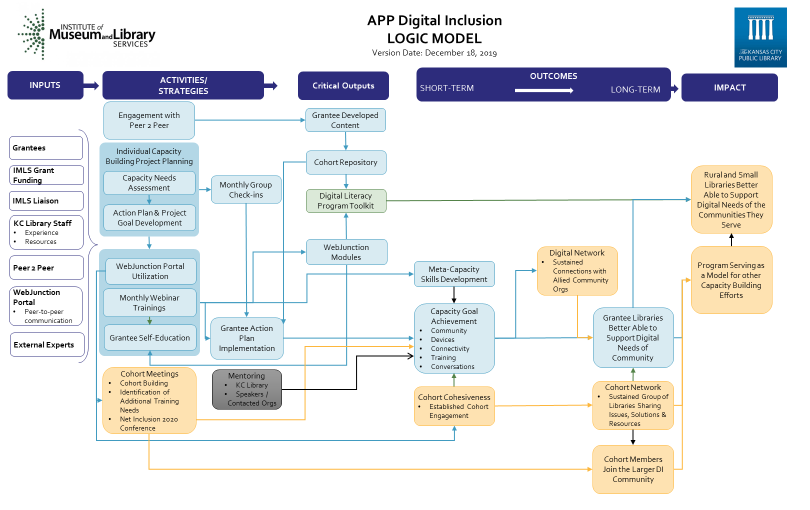 INSTITUTE of
Museum and Library
SERVICES
APP Digital Inclusion
LOGIC MODEL
Version Date: December 18, 2019
KANSAS CITY
PUBLIC LIBRARY
INPUTS
ACTIVITIES/
STRATEGIES
Critical Outputs
OUTCOMES
SHORT-TERM
LONG-TERM
IMPACT
Grantees
IMLS Grant
Funding
IMLS Liaison
KC Library Staff
• Experience
• Resources
Peer 2 Peer
WebJunction
Portal
• Peer-to-peer
communication
External Experts
Engagement with
Peer 2 Peer
Individual Capacity
Building Project Planning
Capacity Needs
Assessment
Action Plan & Project
Goal Development
WebJunction Portal
Utilization
Monthly Webinar
Trainings
Grantee Self-Education
Cohort Meetings
• Cohort Building
• Identification of
Additional Training
Needs
• Net Inclusion 2020
Conference
Monthly Group
Check-ins
Grantee Action
Plan
Implementation
Mentoring
• KC Library
• Speakers /
Contacted Orgs
Grantee Developed
Content
Cohort Repository
Digital Literacy
Program Toolkit
WebJunction
Modules
Meta-Capacity
Skills Development
Capacity Goal
Achievement
• Community
• Devices
• Connectivity
• Training
• Conversations
Cohort Cohesiveness
• Established Cohort
Engagement
Digital Network
• Sustained
Connections with
Allied Community
Orgs
Grantee Libraries
Better Able to
Support Digital
Needs of
Community
Cohort Network
• Sustained Group of
Libraries Sharing
Issues, Solutions &
Resources
Cohort Members
Join the Larger DI
Community
Rural and Small
Libraries Better
Able to Support
Digital Needs of the
Communities They
Serve
Program Serving as
a Model for other
Capacity Building
Efforts